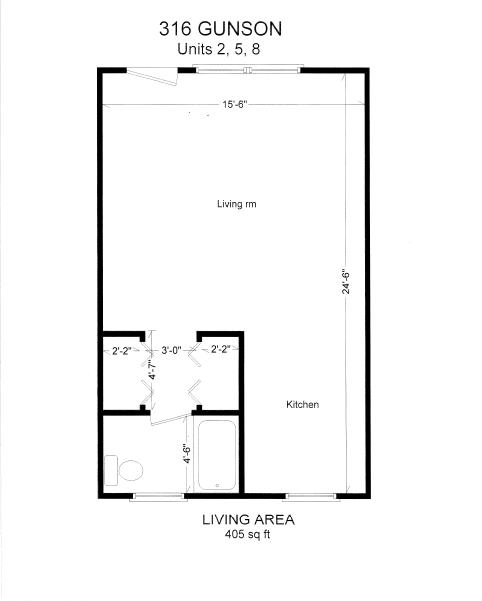 316 GUNSON
Units 2, 5, 8
15'-6"
Living rm
24'-6"
2'-2"
3'-0"
2'-2"
4'-7"
Kitchen
4'-6"
LIVING AREA
405 sq ft